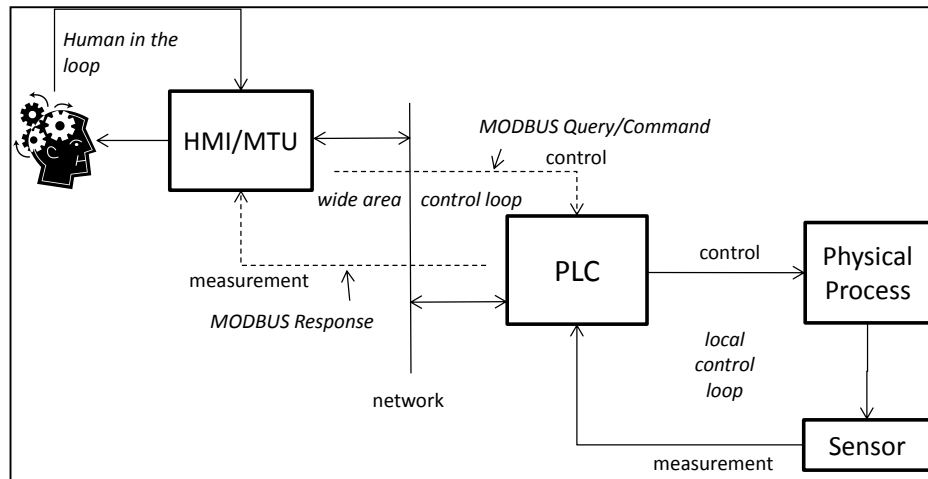 Human in the
loop
HMI/MTU
MODBUS Query/Command
control
wide area
control loop
measurement
MODBUS Response
PLC
control
Physical
Process
local
control
loop
network
Sensor
measurement